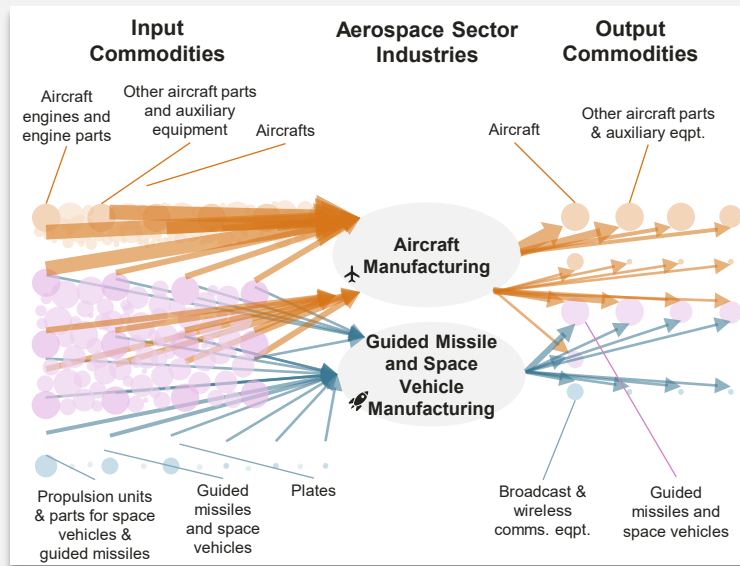 Input
Commodities
Aerospace Sector
Industries
Output
Commodities
Aircraft
engines and
engine parts
Other aircraft parts
and auxiliary
equipment
Aircrafts
Aircraft
Other aircraft parts
& auxiliary eqpt.
Aircraft
Manufacturing
Guided Missile
and Space
Vehicle
Manufacturing
Propulsion units
& parts for space
vehicles &
guided missiles
Guided
missiles
and space
vehicles
Plates
Broadcast &
wireless
comms. eqpt.
Guided
missiles and
space vehicles